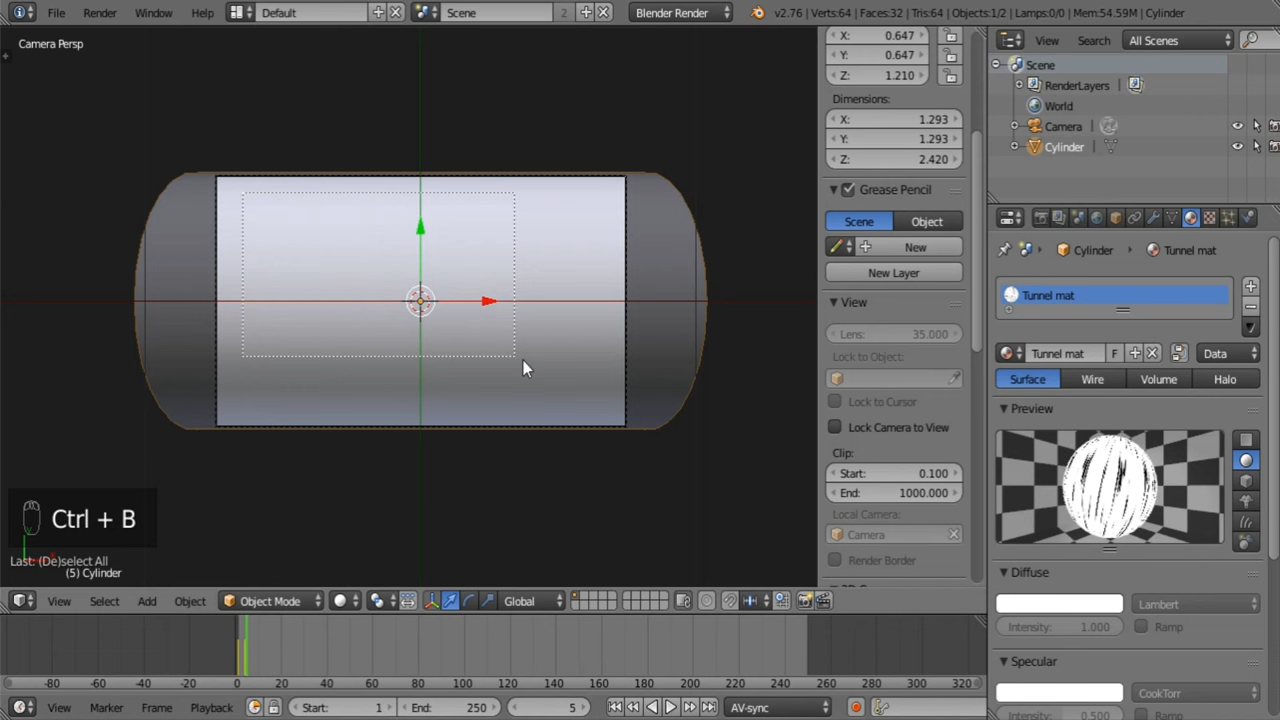 File Render Window Help Default Scene 2 Blender Render v2.76 | Verts:64 | Faces:32 | Tris:64 | Objects:1/2 | Lamps:0/0 | Mem:54.59M | Cylinder
Camera Persp
X: 0.647
Y: 0.647
Z: 1.210
Dimensions:
X: 1.293
Y: 1.293
Z: 2.420
Grease Pencil
Scene Object
New
New Layer
View
Lens: 35.000
Lock to Object:
Lock to Cursor
Lock Camera to View
Clip:
Start: 0.100
End: 1000.000
Local Camera:
Camera
Render Border
View Search All Scenes
Scene
RenderLayers
World
Camera
Cylinder
Cylinder Tunnel mat
Tunnel mat
Tunnel mat F Data
Surface Wire Volume Halo
Preview
Diffuse
Lambert
Intensity: 1.000 Ramp
Specular
CookTorr
Intensity: 0.500 Ramp
Ctrl + B
Last: (De)select All
(5) Cylinder
View Select Add Object Object Mode Global
-80 -60 -40 -20 0 20 40 60 80 100 120 140 160 180 200 220 240 260 280 300 320
View Marker Frame Playback Start: 1 End: 250 5 AV-sync